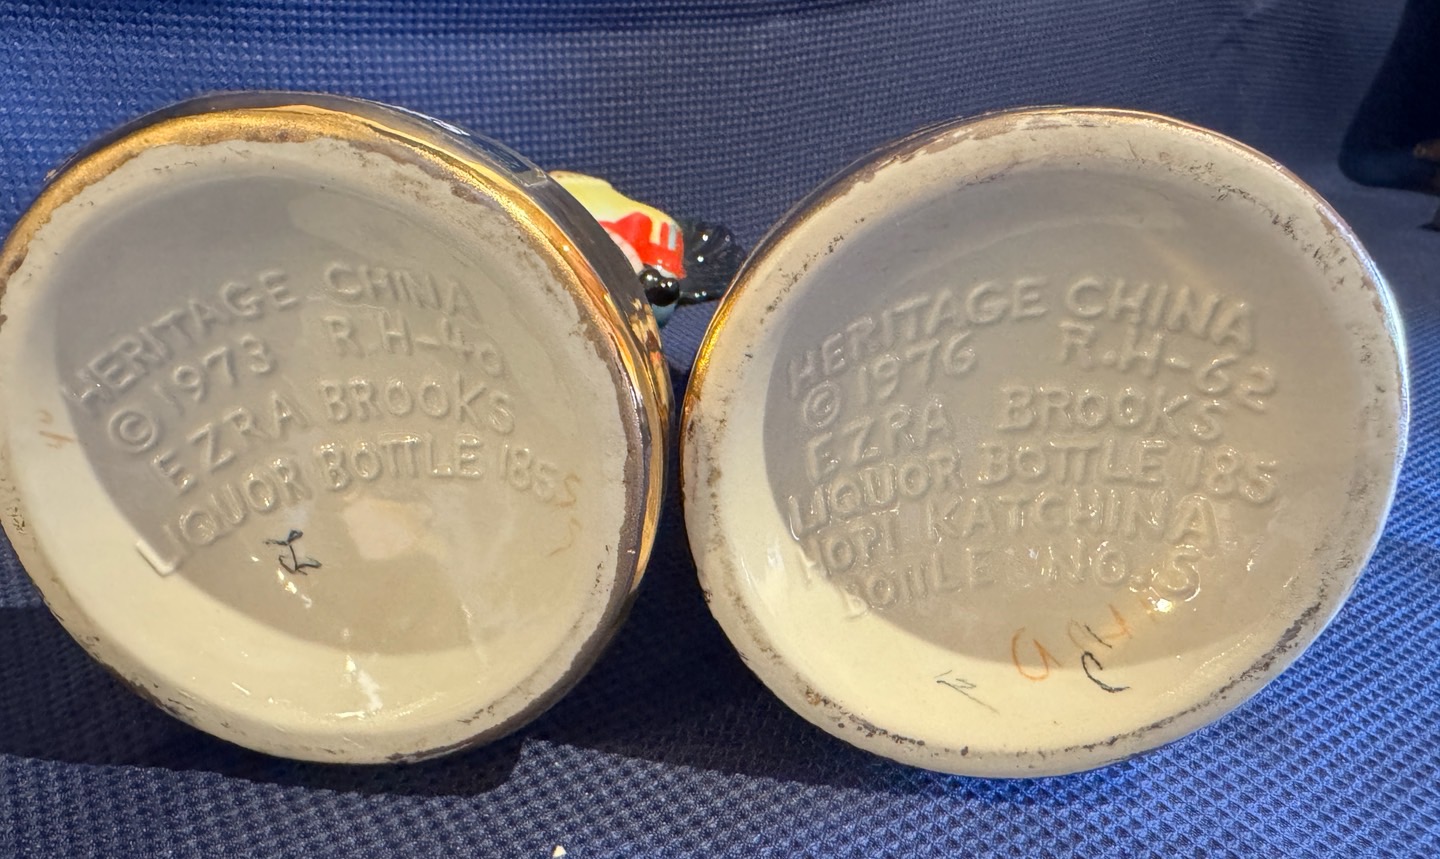 HERITAGE CHINA
© 1973 R.H-40
EZRA BROOKS
LIQUOR BOTTLE 185
HERITAGE CHINA
© 1976 R.H-62
EZRA BROOKS
LIQUOR BOTTLE 185
HOPI KATCHINA
BOTTLE NO. 5